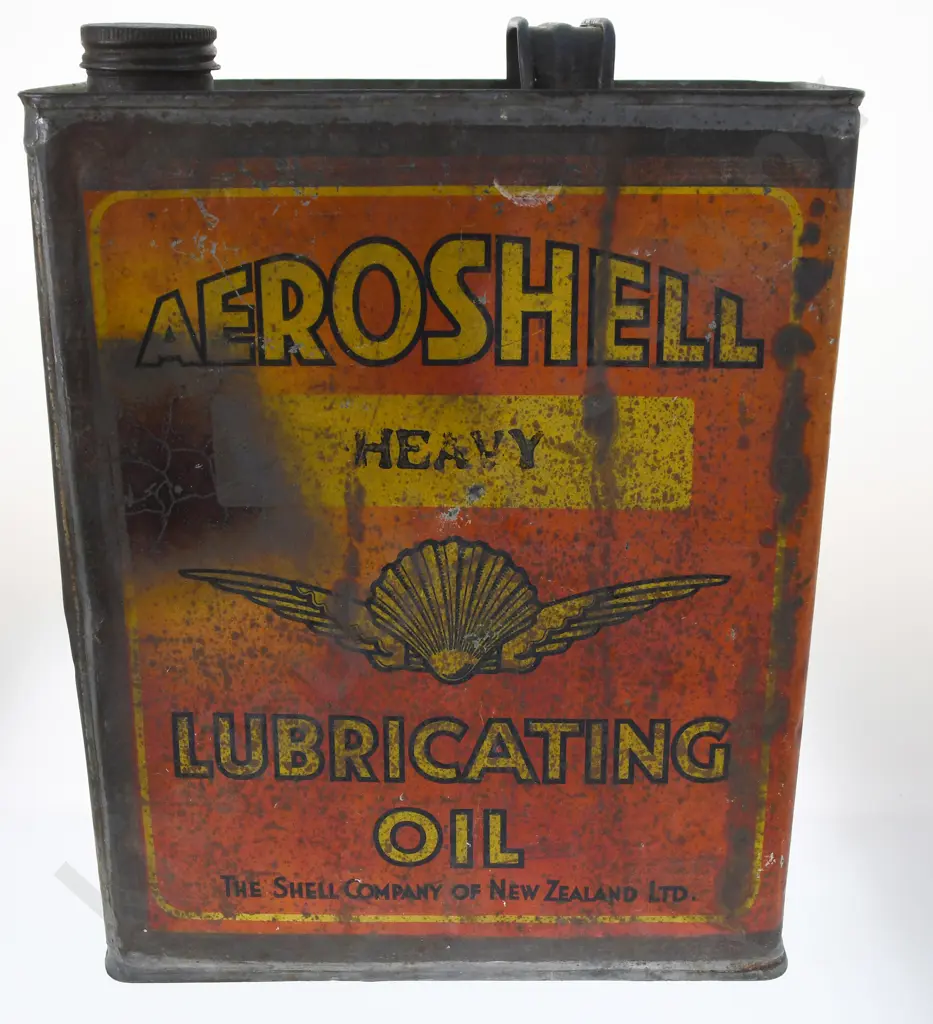 AEROSHELL
HEAVY
LUBRICATING
OIL
THE SHELL COMPANY OF NEW ZEALAND LTD.